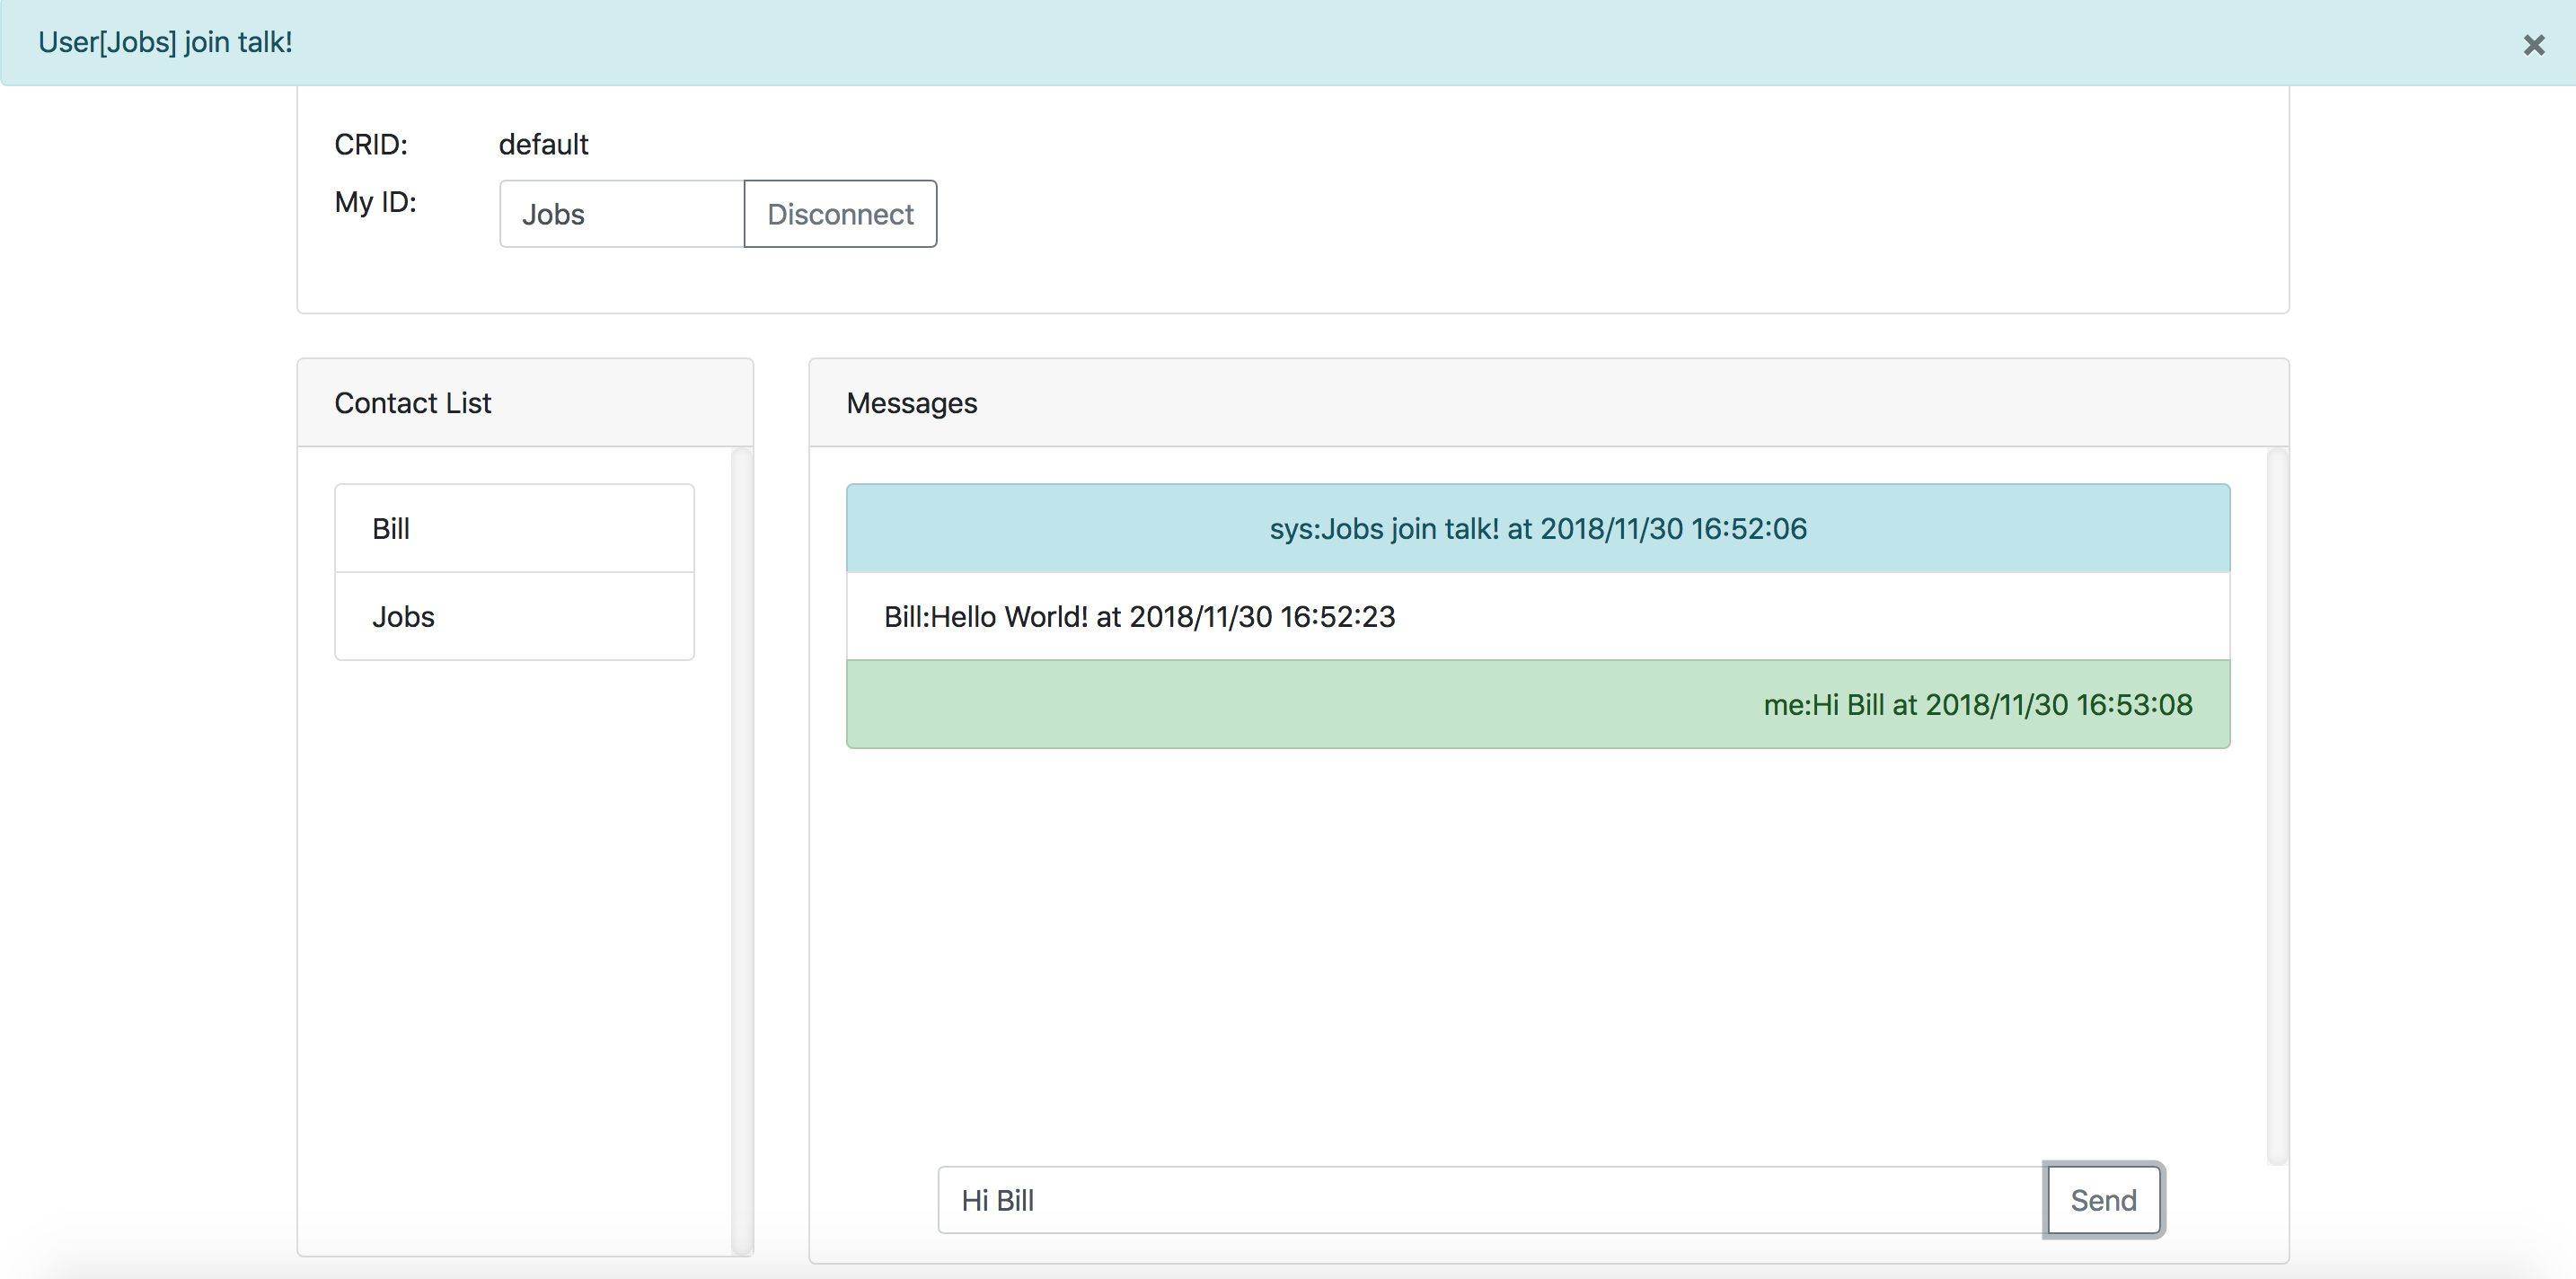 User[Jobs] join talk!
×
CRID: default
My ID: Jobs Disconnect
Contact List
Bill
Jobs
Messages
sys:Jobs join talk! at 2018/11/30 16:52:06
Bill:Hello World! at 2018/11/30 16:52:23
me:Hi Bill at 2018/11/30 16:53:08
Hi Bill Send